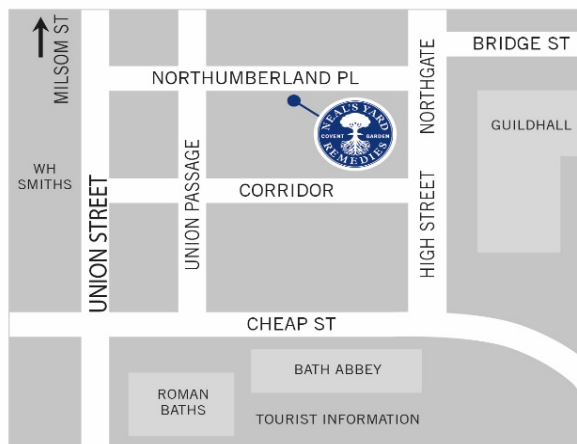 MILSOM ST
BRIDGE ST
NORTHUMBERLAND PL
NORTHGATE
GUILDHALL
NEAL'S YARD
COVENT GARDEN
REMEDIES
WH
SMITHS
UNION STREET
UNION PASSAGE
CORRIDOR
HIGH STREET
CHEAP ST
BATH ABBEY
ROMAN
BATHS
TOURIST INFORMATION